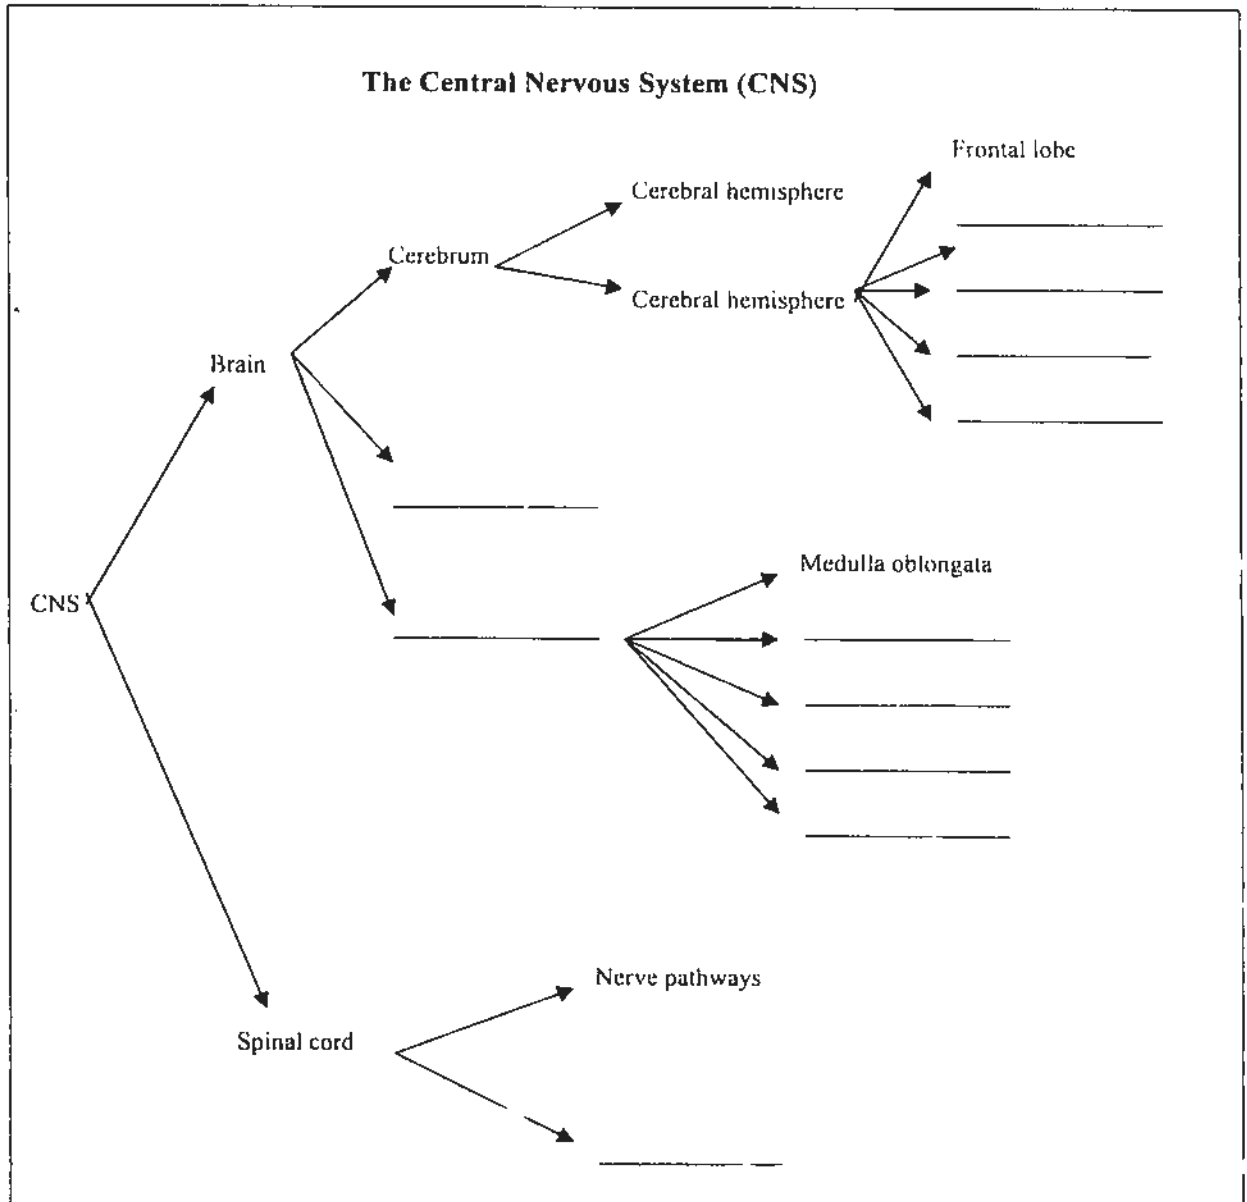 The Central Nervous System (CNS)
Frontal lobe
Cerebral hemisphere
Cerebrum
Cerebral hemisphere
Brain
Medulla oblongata
CNS
Nerve pathways
Spinal cord